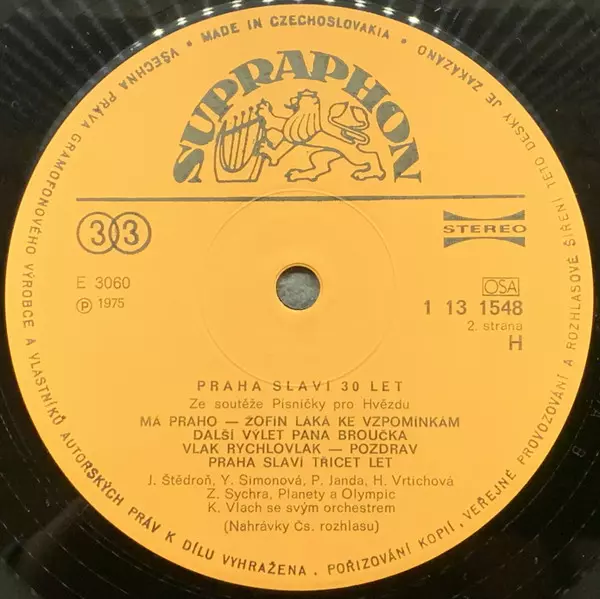 VŠECHNA PRÁVA GRAMOFONOVÉHO VÝROBCE A VLASTNÍKŮ AUTORSKÝCH PRÁV K DÍLU VYHRAŽENA. POŘIZOVÁNÍ KOPIÍ, VEŘEJNÉ PROVOZOVÁNÍ A ROZHLASOVÉ ŠÍŘENÍ TÉTO DESKY JE ZAKÁZÁNO
• MADE IN CZECHOSLOVAKIA •
SUPRAPHON
33
STEREO
E 3060
℗ 1975
OSA
1 13 1548
2. strana
H
PRAHA SLAVÍ 30 LET
Ze soutěže Písničky pro Hvězdu
MÁ PRAHO — ŽOFÍN LÁKÁ KE VZPOMÍNKÁM
DALŠÍ VÝLET PANA BROUČKA
VLAK RYCHLOVLAK — POZDRAV
PRAHA SLAVÍ TŘICET LET
J. Štědroň, Y. Simonová, P. Janda, H. Vrtichová
Z. Sychra, Planety a Olympic
K. Vlach se svým orchestrem
(Nahrávky Čs. rozhlasu)